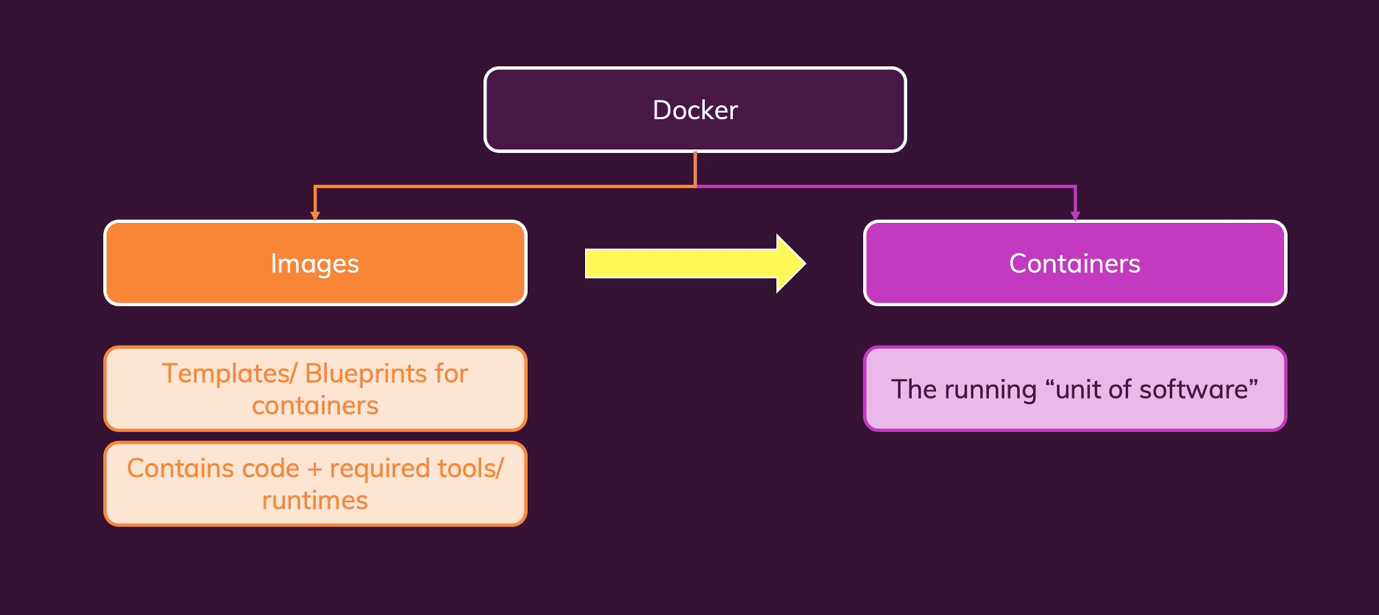 Docker
Images
Containers
Templates/ Blueprints for
containers
The running “unit of software”
Contains code + required tools/
runtimes